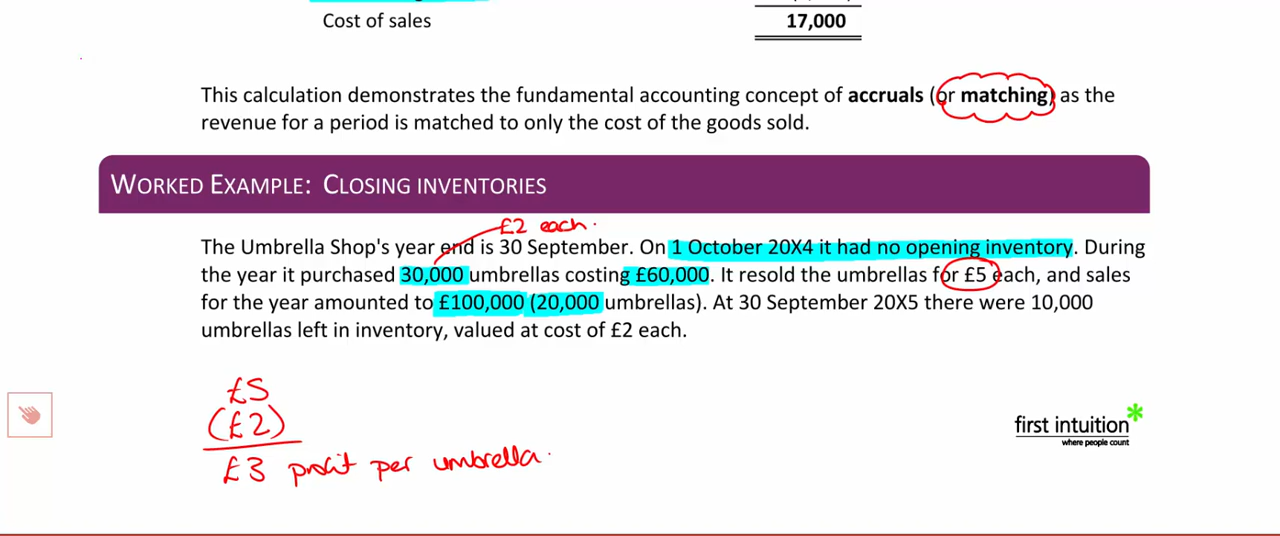 Cost of sales 17,000
This calculation demonstrates the fundamental accounting concept of accruals (or matching) as the
revenue for a period is matched to only the cost of the goods sold.
WORKED EXAMPLE: CLOSING INVENTORIES
£2 each.
The Umbrella Shop's year end is 30 September. On 1 October 20X4 it had no opening inventory. During
the year it purchased 30,000 umbrellas costing £60,000. It resold the umbrellas for £5 each, and sales
for the year amounted to £100,000 (20,000 umbrellas). At 30 September 20X5 there were 10,000
umbrellas left in inventory, valued at cost of £2 each.
£5
(£2)
£3 profit per umbrella.
first intuition
where people count